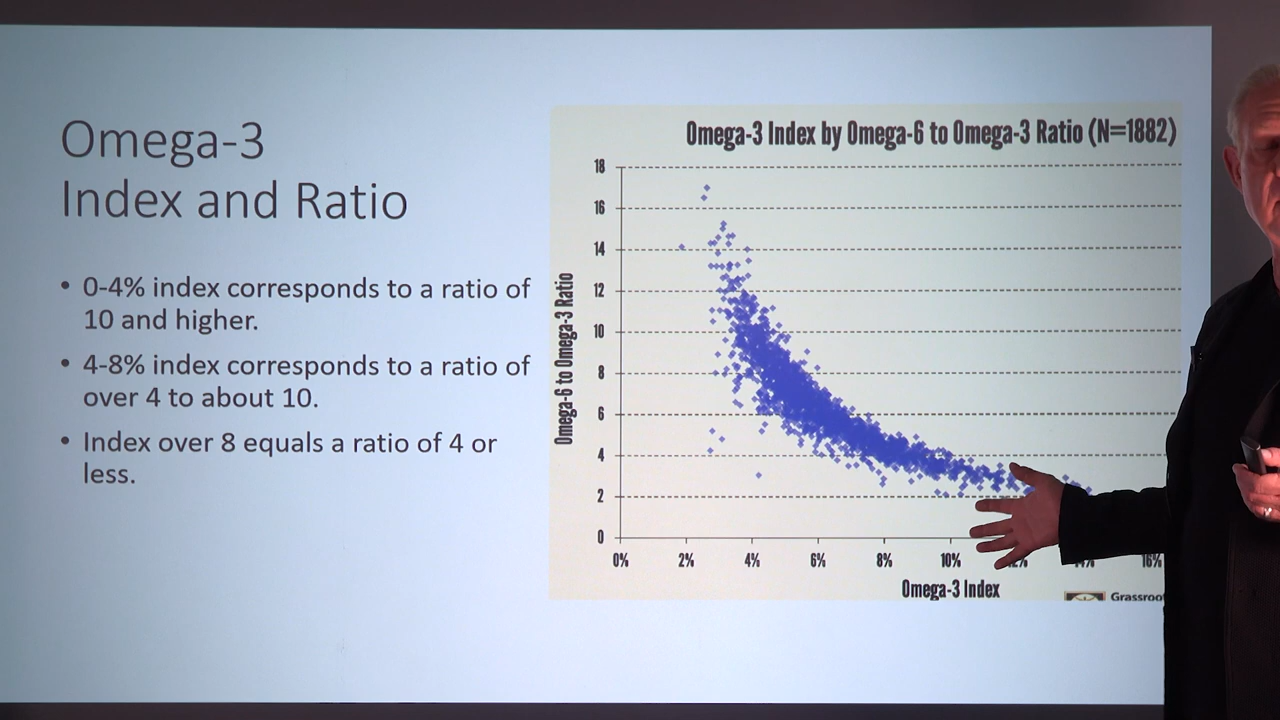 Omega-3
Index and Ratio
• 0-4% index corresponds to a ratio of
10 and higher.
• 4-8% index corresponds to a ratio of
over 4 to about 10.
• Index over 8 equals a ratio of 4 or
less.
Omega-3 Index by Omega-6 to Omega-3 Ratio (N=1882)
Omega-6 to Omega-3 Ratio
18
16
14
12
10
8
6
4
2
0
0% 2% 4% 6% 8% 10% 12% 14% 16%
Omega-3 Index
Grassroot